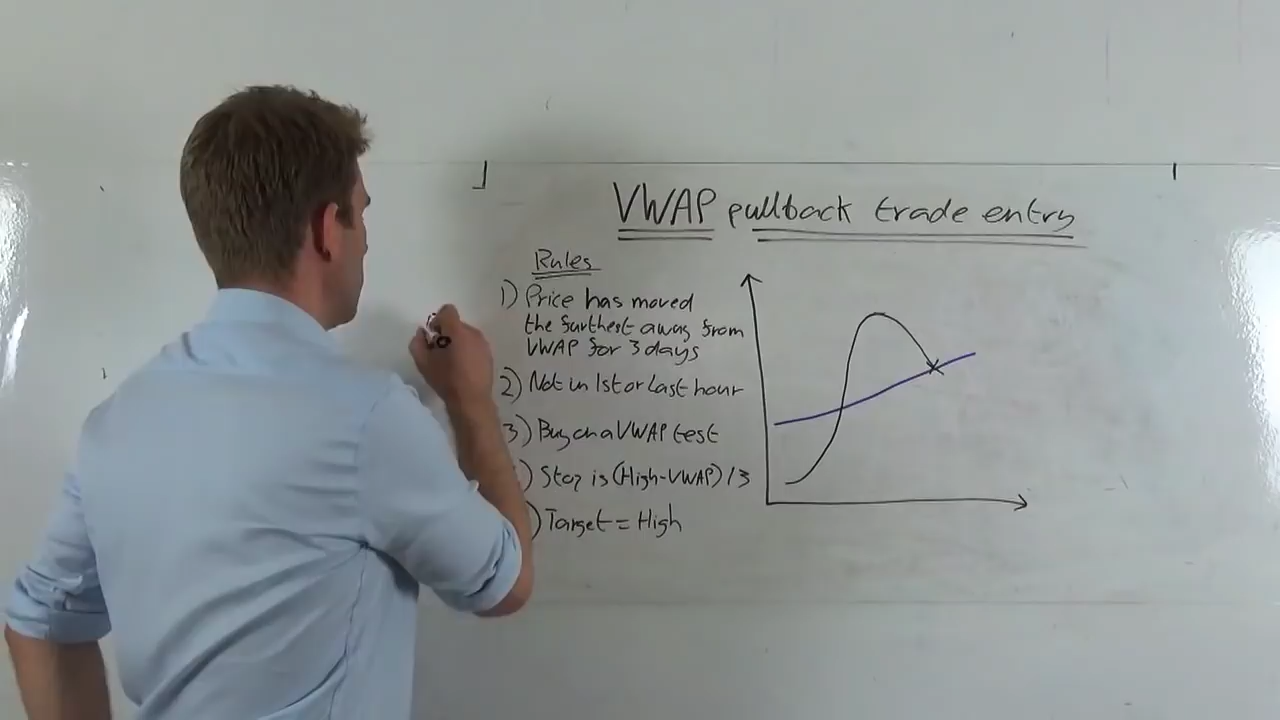 VWAP pullback trade entry
Rules
1) Price has moved
the furthest away from
VWAP for 3 days
2) Not in 1st or Last hour
3) Buy on a VWAP test
) Stop is (High-VWAP) / 3
) Target = High